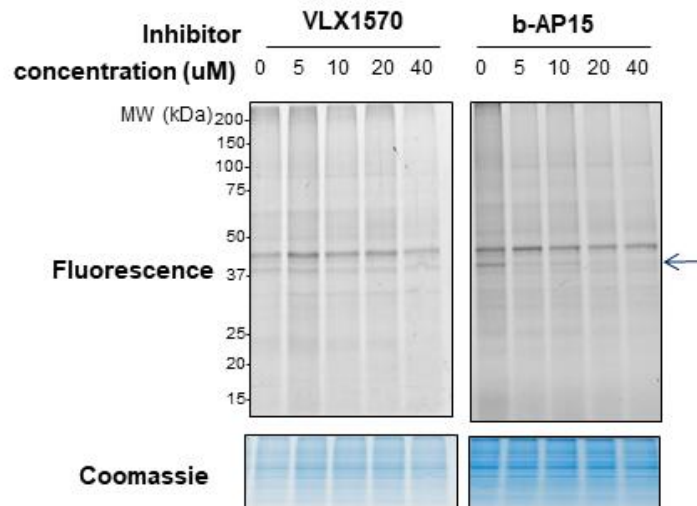 VLX1570 b-AP15
Inhibitor
concentration (uM) 0 5 10 20 40 0 5 10 20 40
MW (kDa) 200
150
100
75
50
Fluorescence
37
25
20
15
Coomassie